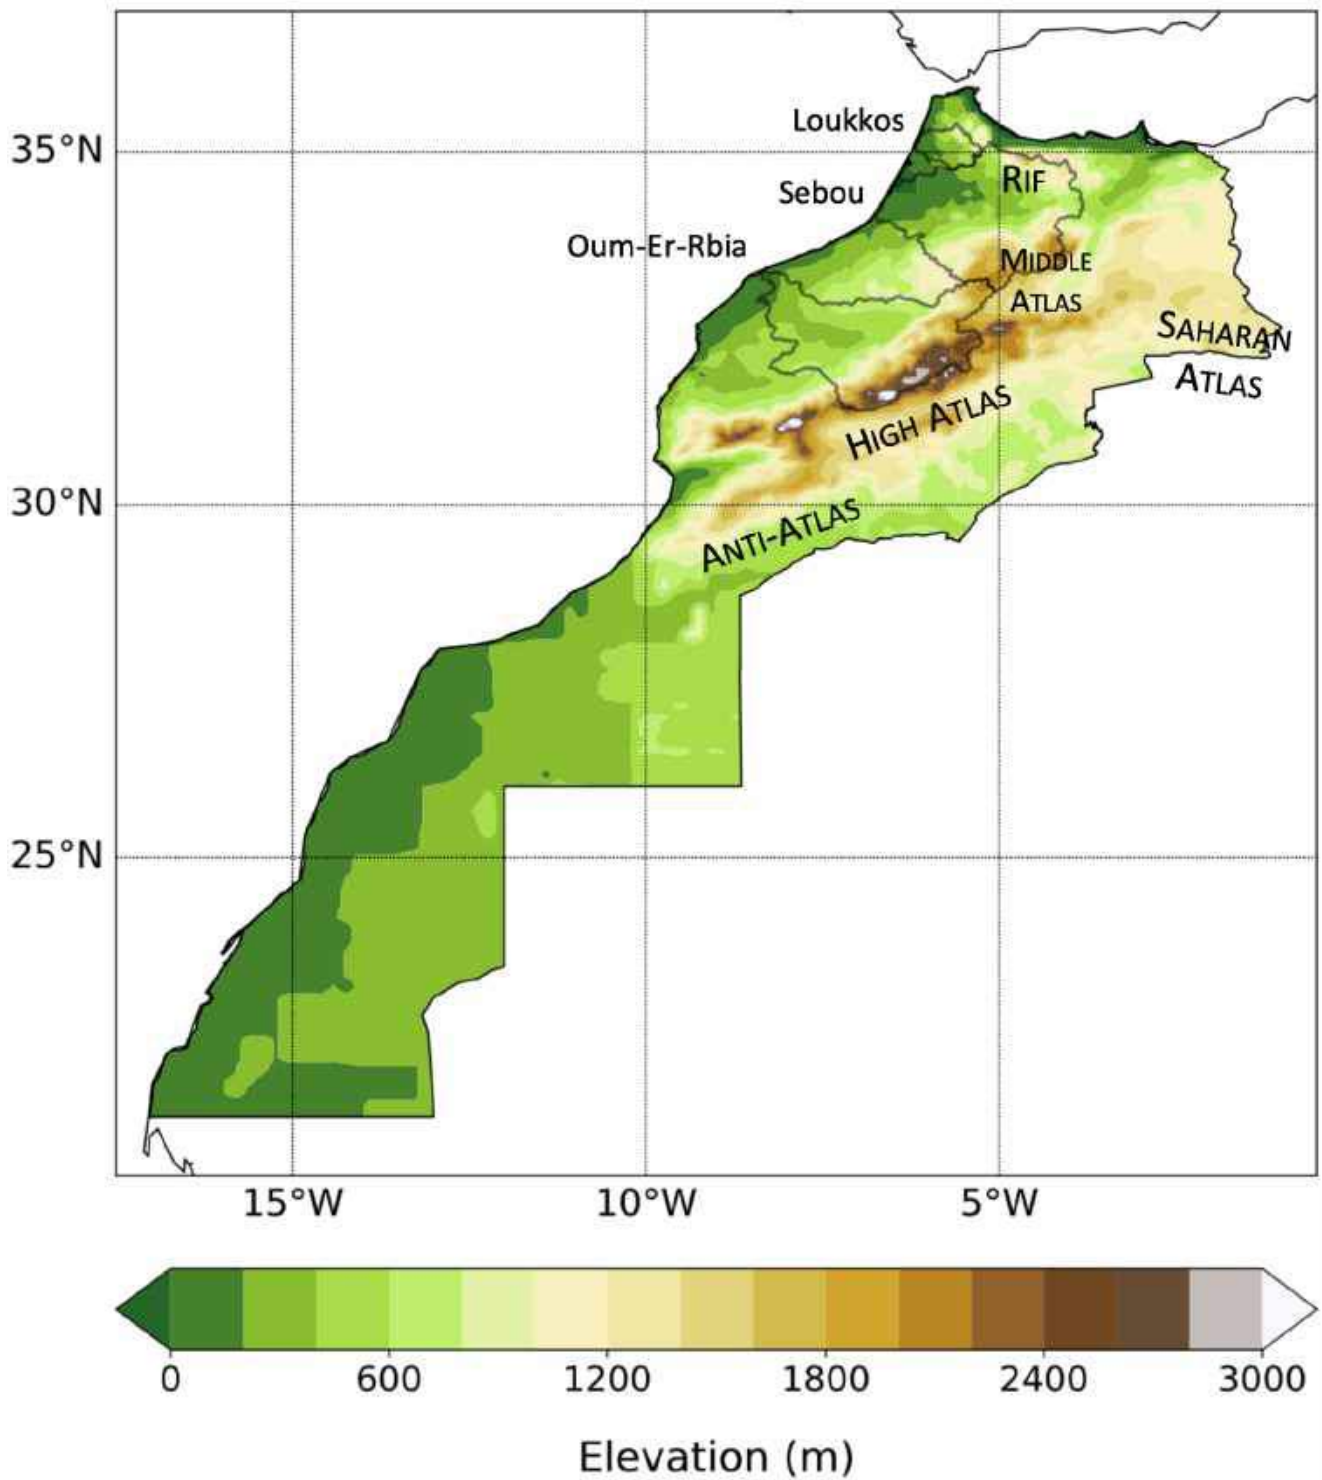 Loukkos
35°N
Sebou
RIF
Oum-Er-Rbia
MIDDLE
ATLAS
SAHARAN
ATLAS
HIGH ATLAS
30°N
ANTI-ATLAS
25°N
15°W 10°W 5°W
0 600 1200 1800 2400 3000
Elevation (m)